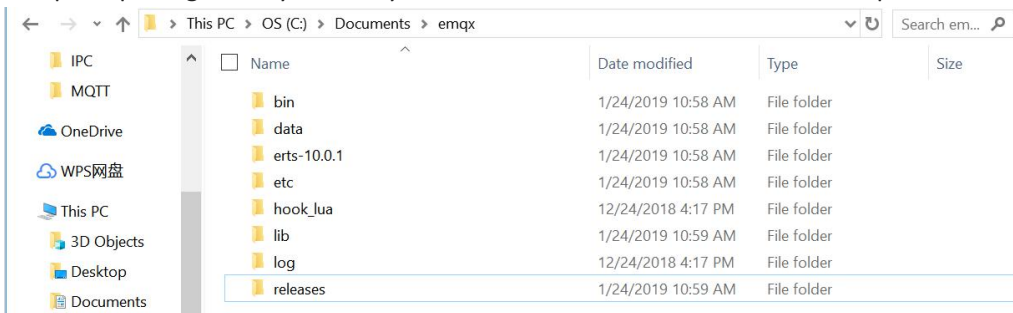 This PC > OS (C:) > Documents > emqx
Search em...
IPC
MQTT
OneDrive
WPS网盘
This PC
3D Objects
Desktop
Documents
Name Date modified Type Size
bin 1/24/2019 10:58 AM File folder
data 1/24/2019 10:58 AM File folder
erts-10.0.1 1/24/2019 10:58 AM File folder
etc 1/24/2019 10:58 AM File folder
hook_lua 12/24/2018 4:17 PM File folder
lib 1/24/2019 10:59 AM File folder
log 12/24/2018 4:17 PM File folder
releases 1/24/2019 10:59 AM File folder